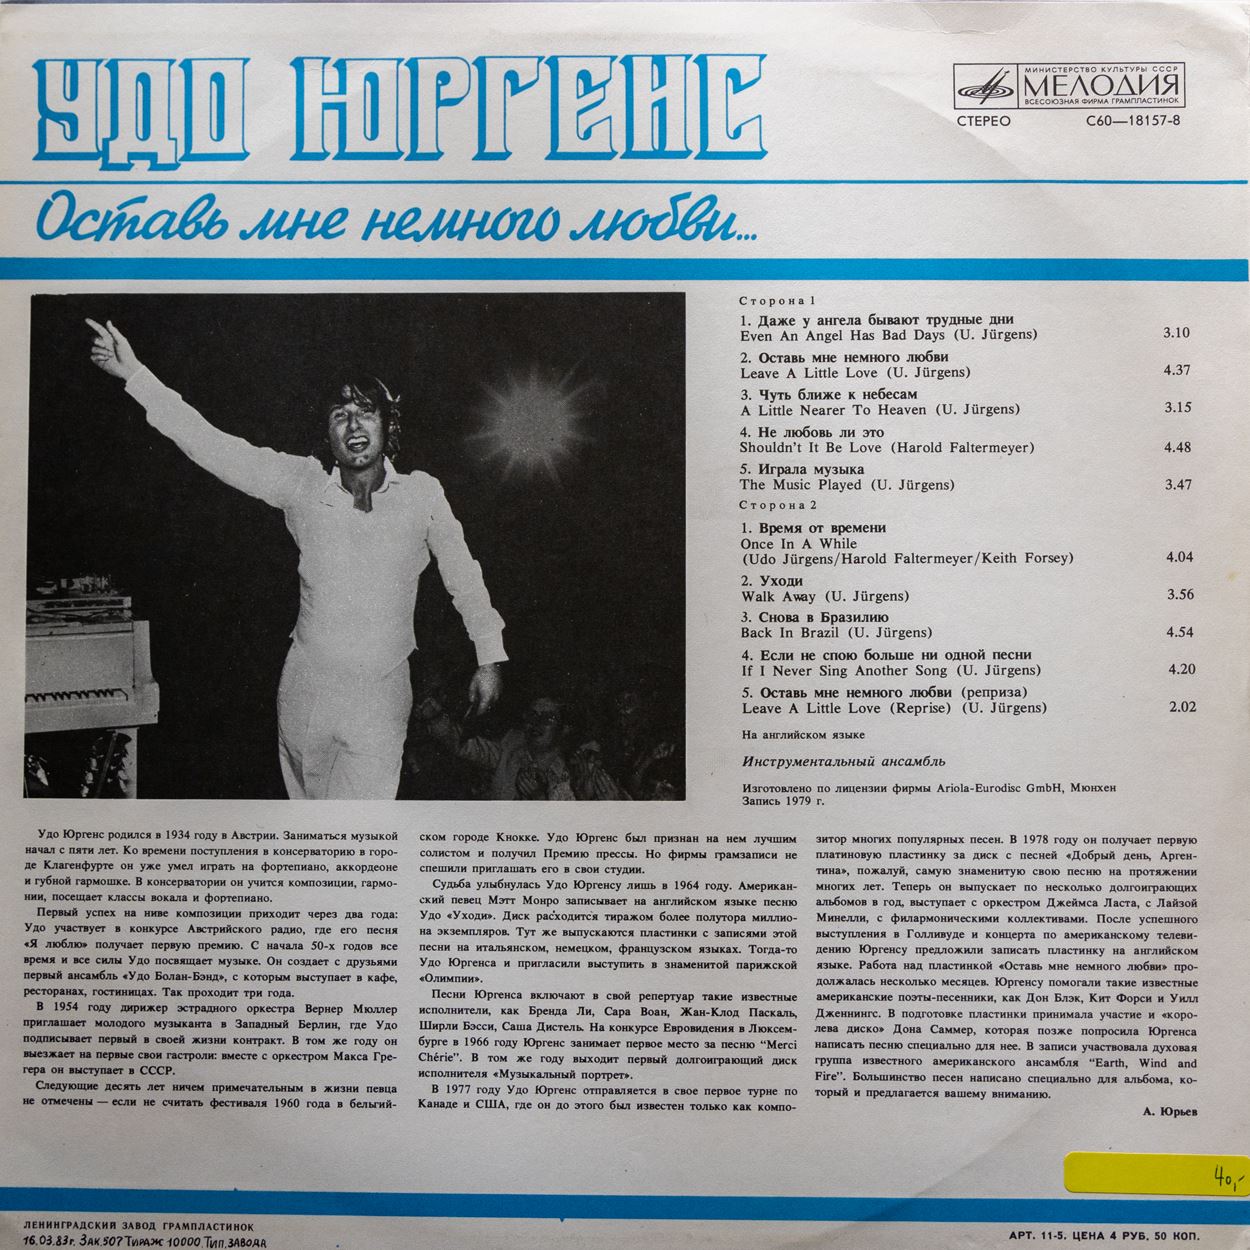 УДО ЮРГЕНС
МИНИСТЕРСТВО КУЛЬТУРЫ СССР
МЕЛОДИЯ
ВСЕСОЮЗНАЯ ФИРМА ГРАМПЛАСТИНОК
СТЕРЕО С60—18157-8
Оставь мне немного любви...
Сторона 1
1. Даже у ангела бывают трудные дни
Even An Angel Has Bad Days (U. Jürgens) 3.10
2. Оставь мне немного любви
Leave A Little Love (U. Jürgens) 4.37
3. Чуть ближе к небесам
A Little Nearer To Heaven (U. Jürgens) 3.15
4. Не любовь ли это
Shouldn't It Be Love (Harold Faltermeyer) 4.48
5. Играла музыка
The Music Played (U. Jürgens) 3.47
Сторона 2
1. Время от времени
Once In A While
(Udo Jürgens/Harold Faltermeyer/Keith Forsey) 4.04
2. Уходи
Walk Away (U. Jürgens) 3.56
3. Снова в Бразилию
Back In Brazil (U. Jürgens) 4.54
4. Если не спою больше ни одной песни
If I Never Sing Another Song (U. Jürgens) 4.20
5. Оставь мне немного любви (реприза)
Leave A Little Love (Reprise) (U. Jürgens) 2.02
На английском языке
Инструментальный ансамбль
Изготовлено по лицензии фирмы Ariola-Eurodisc GmbH, Мюнхен
Запись 1979 г.
Удо Юргенс родился в 1934 году в Австрии. Заниматься музыкой
начал с пяти лет. Ко времени поступления в консерваторию в горо-
де Клагенфурте он уже умел играть на фортепиано, аккордеоне
и губной гармошке. В консерватории он учится композиции, гармо-
нии, посещает классы вокала и фортепиано.
Первый успех на ниве композиции приходит через два года:
Удо участвует в конкурсе Австрийского радио, где его песня
«Я люблю» получает первую премию. С начала 50-х годов все
время и все силы Удо посвящает музыке. Он создает с друзьями
первый ансамбль «Удо Болан-Бэнд», с которым выступает в кафе,
ресторанах, гостиницах. Так проходит три года.
В 1954 году дирижер эстрадного оркестра Вернер Мюллер
приглашает молодого музыканта в Западный Берлин, где Удо
подписывает первый в своей жизни контракт. В том же году он
выезжает на первые свои гастроли: вместе с оркестром Макса Гре-
гера он выступает в СССР.
Следующие десять лет ничем примечательным в жизни певца
не отмечены — если не считать фестиваля 1960 года в бельгий-
ском городе Кнокке. Удо Юргенс был признан на нем лучшим
солистом и получил Премию прессы. Но фирмы грамзаписи не
спешили приглашать его в свои студии.
Судьба улыбнулась Удо Юргенсу лишь в 1964 году. Американ-
ский певец Мэтт Монро записывает на английском языке песню
Удо «Уходи». Диск расходится тиражом более полутора миллио-
на экземпляров. Тут же выпускаются пластинки с записями этой
песни на итальянском, немецком, французском языках. Тогда-то
Удо Юргенса и пригласили выступить в знаменитой парижской
«Олимпии».
Песни Юргенса включают в свой репертуар такие известные
исполнители, как Бренда Ли, Сара Воан, Жан-Клод Паскаль,
Ширли Бэсси, Саша Дистель. На конкурсе Евровидения в Люксем-
бурге в 1966 году Юргенс занимает первое место за песню “Merci
Chérie”. В том же году выходит первый долгоиграющий диск
исполнителя «Музыкальный портрет».
В 1977 году Удо Юргенс отправляется в свое первое турне по
Канаде и США, где он до этого был известен только как компо-
зитор многих популярных песен. В 1978 году он получает первую
платиновую пластинку за диск с песней «Добрый день, Арген-
тина», пожалуй, самую знаменитую свою песню на протяжении
многих лет. Теперь он выпускает по несколько долгоиграющих
альбомов в год, выступает с оркестром Джеймса Ласта, с Лайзой
Минелли, с филармоническими коллективами. После успешного
выступления в Голливуде и концерта по американскому телеви-
дению Юргенсу предложили записать пластинку на английском
языке. Работа над пластинкой «Оставь мне немного любви» про-
должалась несколько месяцев. Юргенсу помогали такие известные
американские поэты-песенники, как Дон Блэк, Кит Форси и Уилл
Дженнингс. В подготовке пластинки принимала участие и «коро-
лева диско» Дона Саммер, которая позже попросила Юргенса
написать песню специально для нее. В записи участвовала духовая
группа известного американского ансамбля “Earth, Wind and
Fire”. Большинство песен написано специально для альбома, ко-
торый и предлагается вашему вниманию.
А. Юрьев
40,-
ЛЕНИНГРАДСКИЙ ЗАВОД ГРАМПЛАСТИНОК
16.03.83г. Зак.507 Тираж 10000. Тип. завода
АРТ. 11-5. ЦЕНА 4 РУБ. 50 КОП.